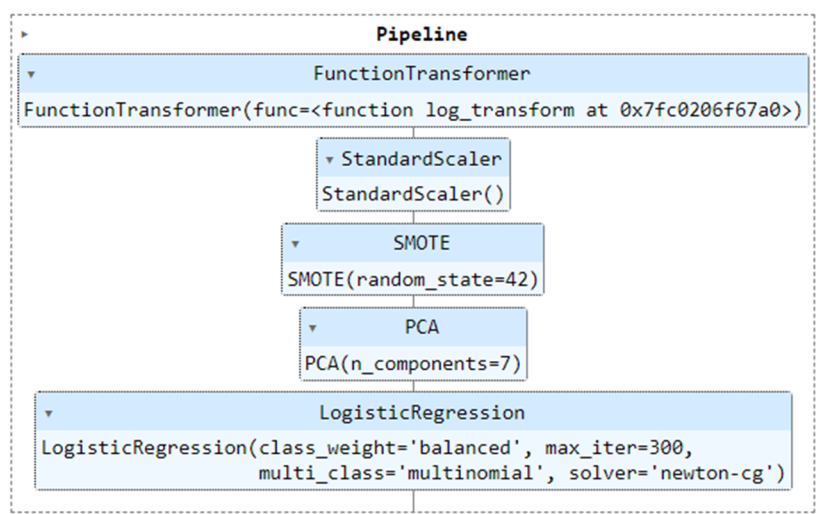 Pipeline
FunctionTransformer
FunctionTransformer(func=<function log_transform at 0x7fc0206f67a0>)
StandardScaler
StandardScaler()
SMOTE
SMOTE(random_state=42)
PCA
PCA(n_components=7)
LogisticRegression
LogisticRegression(class_weight='balanced', max_iter=300,
multi_class='multinomial', solver='newton-cg')